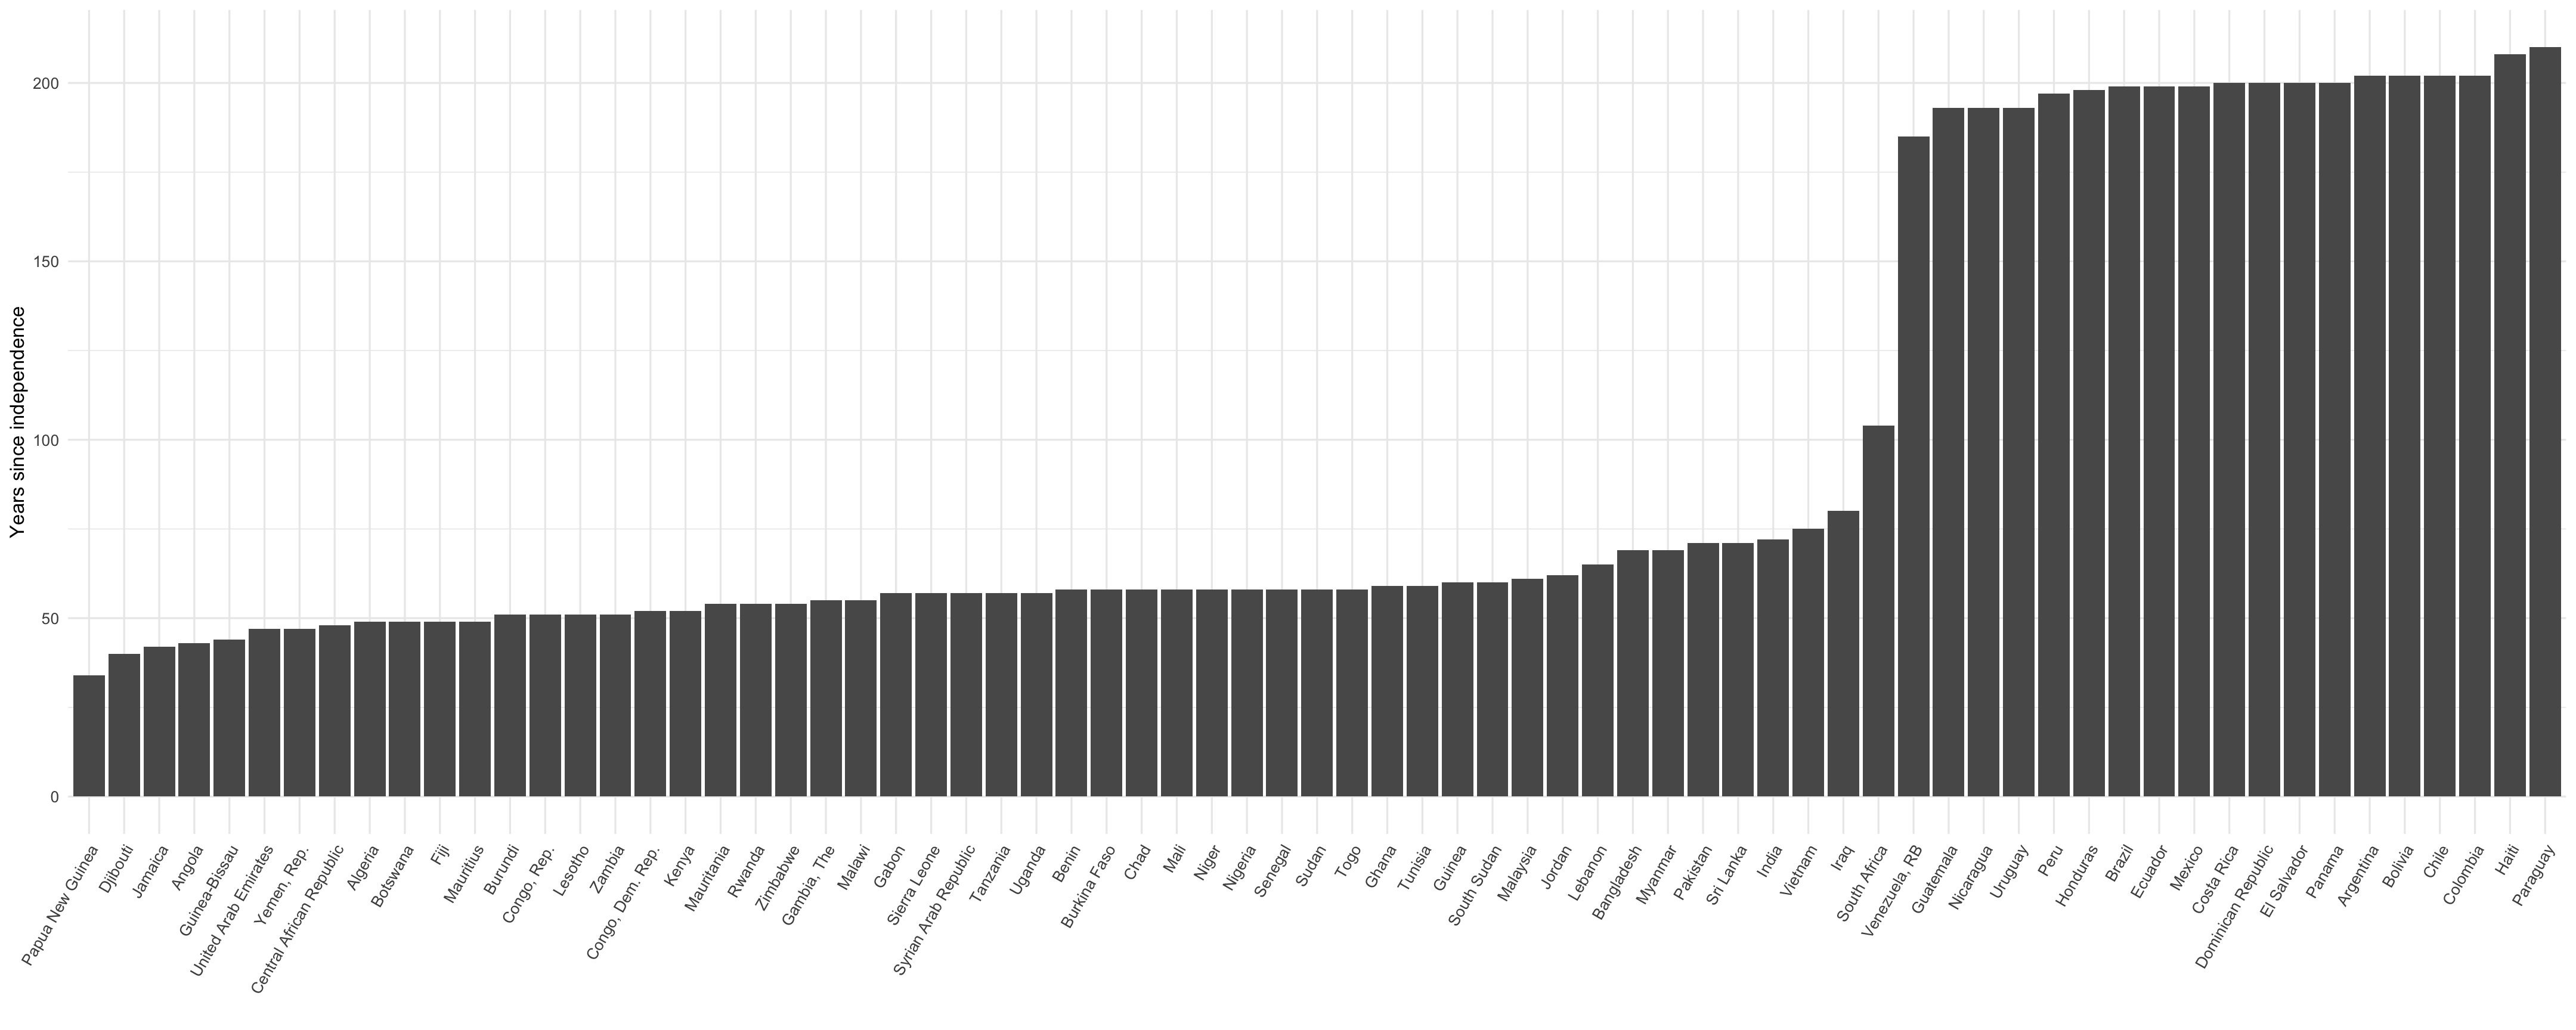 Years since independence
200
150
100
50
0
Papua New Guinea
Djibouti
Jamaica
Angola
Guinea-Bissau
United Arab Emirates
Yemen, Rep.
Central African Republic
Algeria
Botswana
Fiji
Mauritius
Burundi
Congo, Rep.
Lesotho
Zambia
Congo, Dem. Rep.
Kenya
Mauritania
Rwanda
Zimbabwe
Gambia, The
Malawi
Gabon
Sierra Leone
Syrian Arab Republic
Tanzania
Uganda
Benin
Burkina Faso
Chad
Mali
Niger
Nigeria
Senegal
Sudan
Togo
Ghana
Tunisia
Guinea
South Sudan
Malaysia
Jordan
Lebanon
Bangladesh
Myanmar
Pakistan
Sri Lanka
India
Vietnam
Iraq
South Africa
Venezuela, RB
Guatemala
Nicaragua
Uruguay
Peru
Honduras
Brazil
Ecuador
Mexico
Costa Rica
Dominican Republic
El Salvador
Panama
Argentina
Bolivia
Chile
Colombia
Haiti
Paraguay